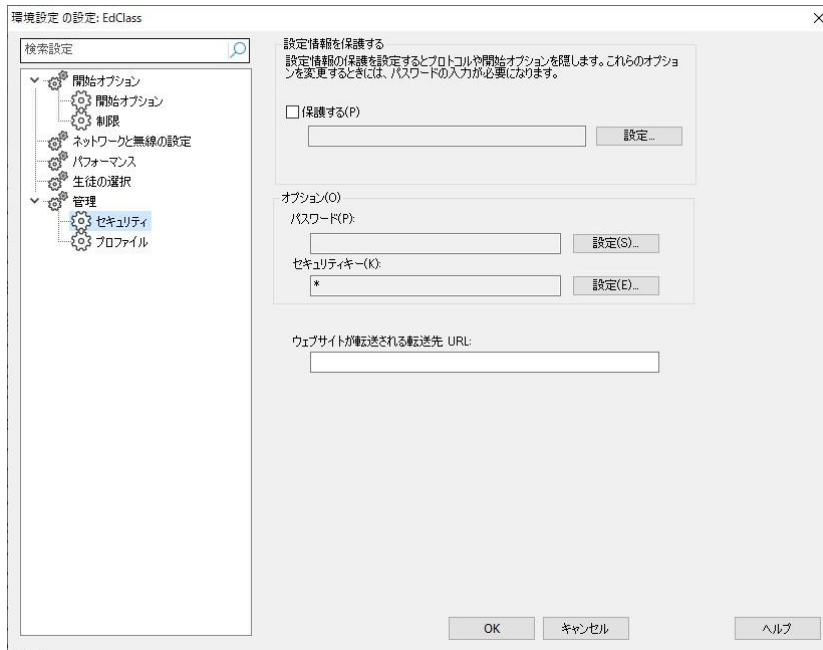 環境設定 の設定: EdClass
検索設定
開始オプション
開始オプション
制限
ネットワークと無線の設定
パフォーマンス
生徒の選択
管理
セキュリティ
プロファイル
設定情報を保護する
設定情報の保護を設定するとプロトコルや開始オプションを隠します。これらのオプショ
ンを変更するときには、パスワードの入力が必要になります。
保護する(P)
設定...
オプション(O)
パスワード(P):
設定(S)...
セキュリティキー(K):
*
設定(E)...
ウェブサイトが転送される転送先 URL:
OK
キャンセル
ヘルプ